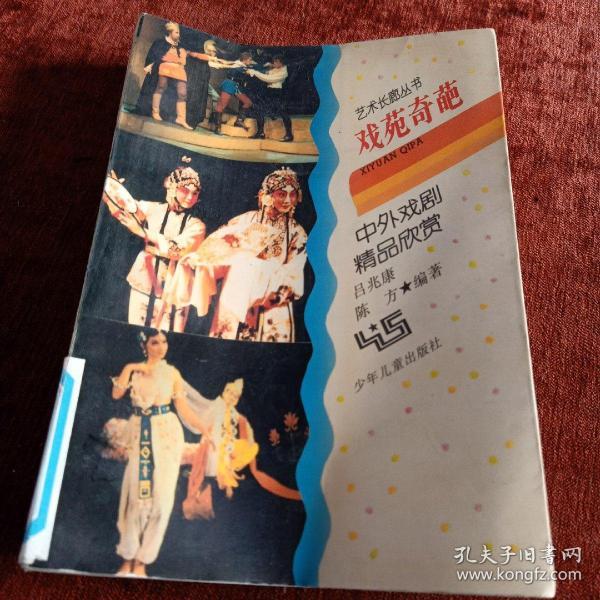 艺术长廊丛书
戏苑奇葩
XIYUAN QIPA
中外戏剧
精品欣赏
吕兆康
陈方★编著
少年儿童出版社
孔夫子旧书网
www.kongfz.com